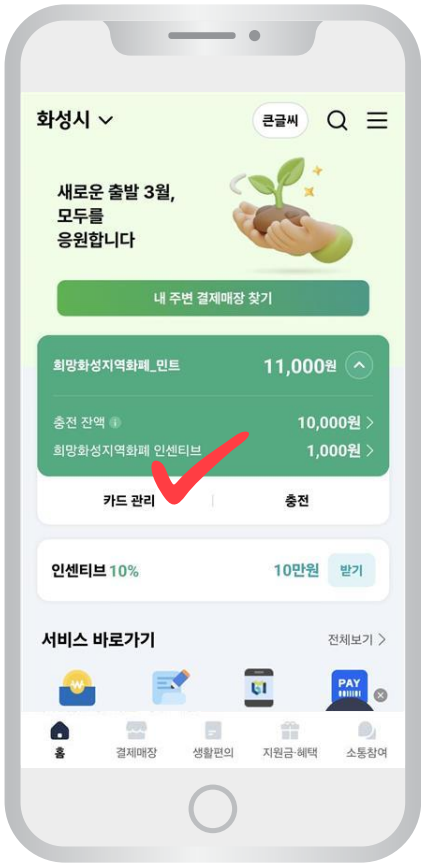 화성시
큰글씨
새로운 출발 3월,
모두를
응원합니다
내 주변 결제매장 찾기
희망화성지역화폐_민트
11,000원
충전 잔액
10,000원
희망화성지역화폐 인센티브
1,000원
카드 관리
충전
인센티브 10%
10만원
받기
서비스 바로가기
전체보기
PAY
홈
결제매장
생활편의
지원금·혜택
소통참여